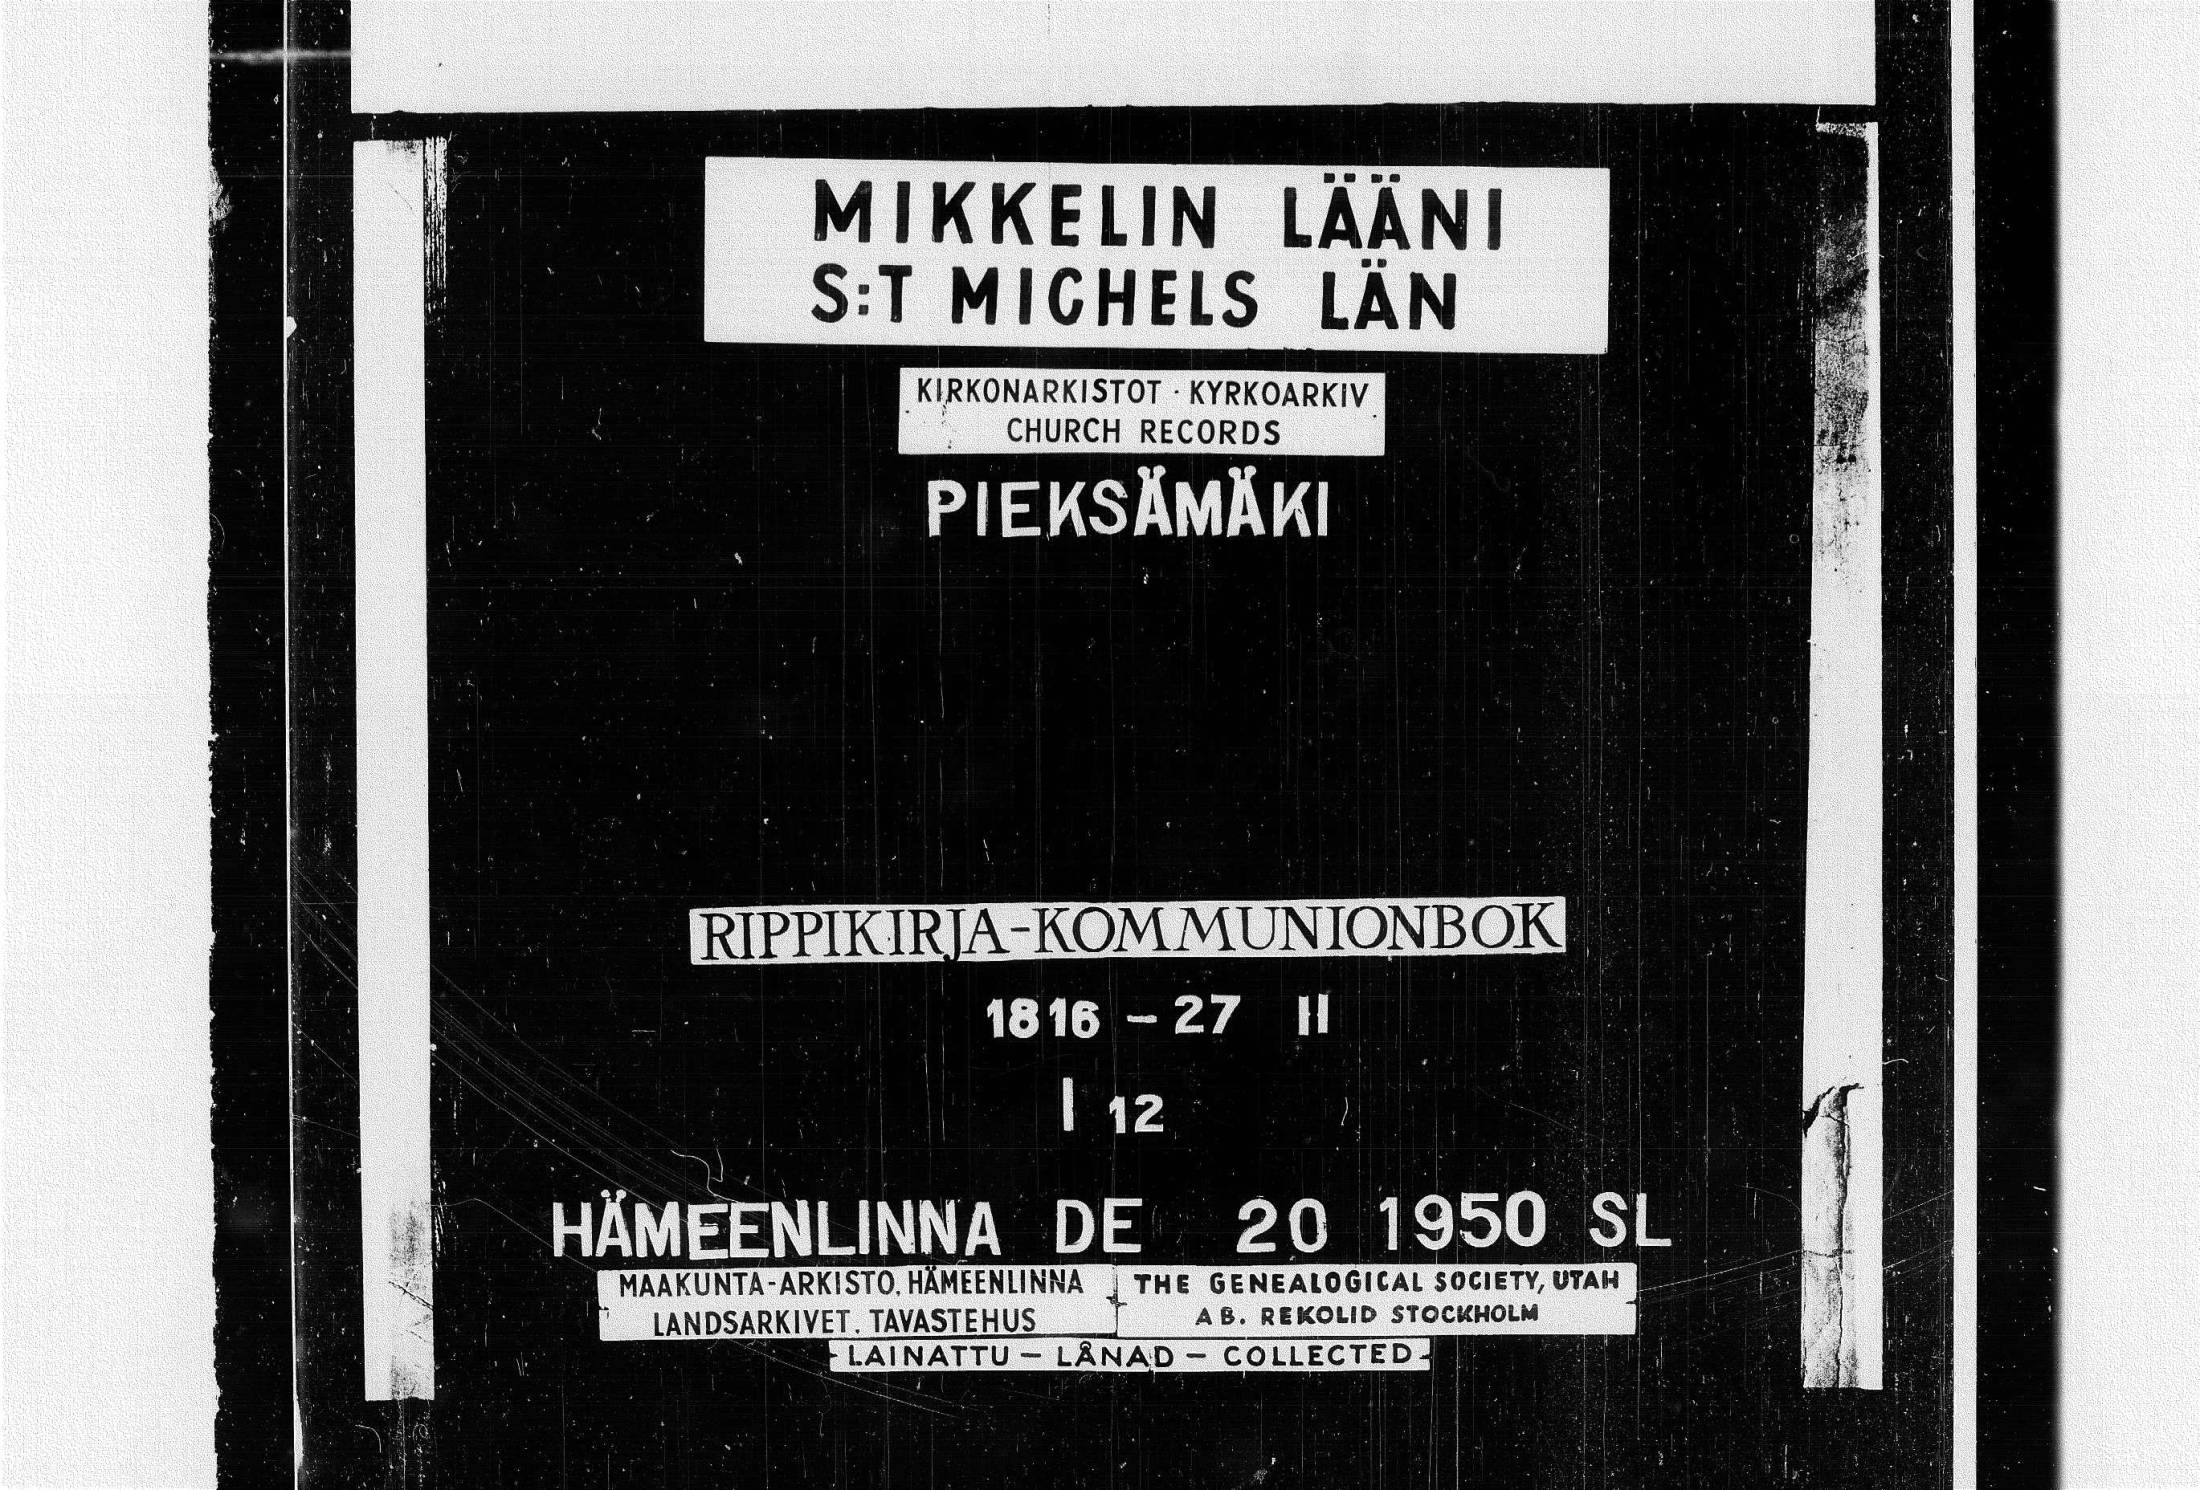 MIKKELIN LÄÄNI
S:T MICHELS LÄN
KIRKONARKISTOT · KYRKOARKIV
CHURCH RECORDS
PIEKSÄMÄKI
RIPPIKIRJA-KOMMUNIONBOK
1816 – 27 II
I 12
HÄMEENLINNA DE 20 1950 SL
MAAKUNTA-ARKISTO, HÄMEENLINNA
LANDSARKIVET, TAVASTEHUS
THE GENEALOGICAL SOCIETY, UTAH
AB. REKOLID STOCKHOLM
LAINATTU – LÅNAD – COLLECTED